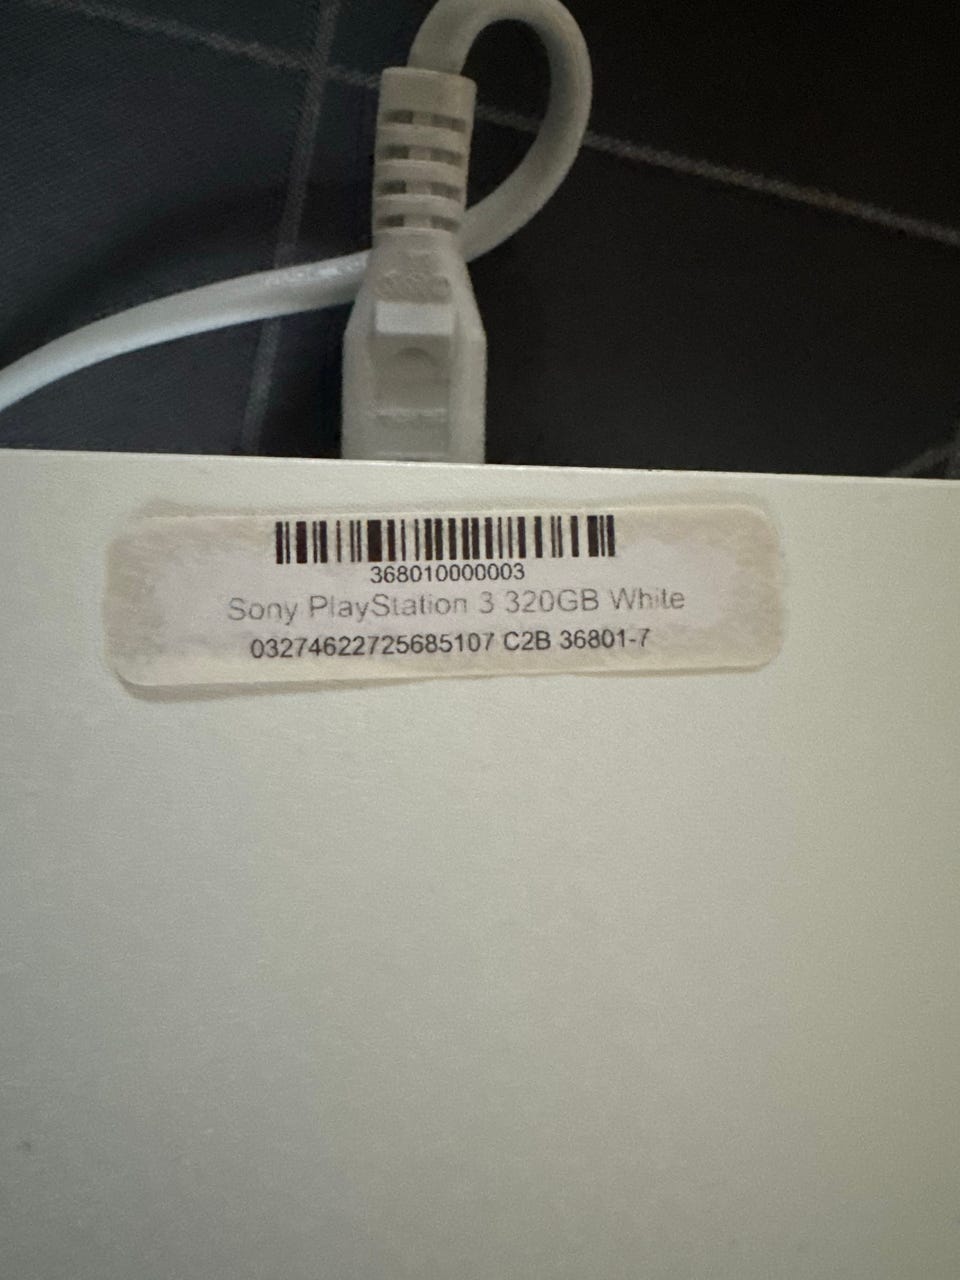 368010000003
Sony PlayStation 3 320GB White
03274622725685107 C2B 36801-7